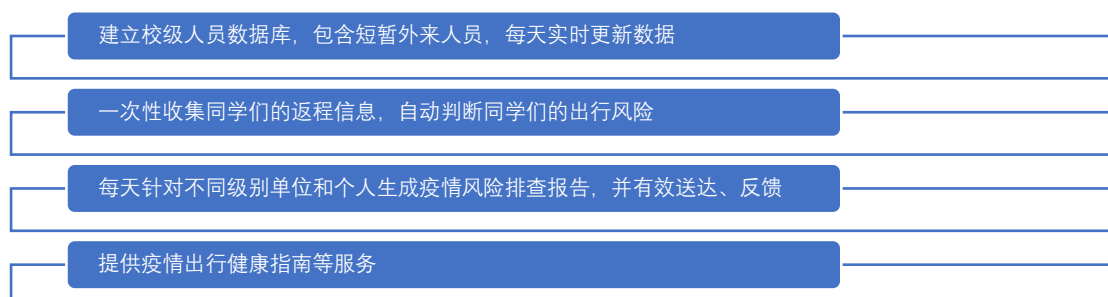 建立校级人员数据库，包含短暂外来人员，每天实时更新数据
一次性收集同学们的返程信息，自动判断同学们的出行风险
每天针对不同级别单位和个人生成疫情风险排查报告，并有效送达、反馈
提供疫情出行健康指南等服务